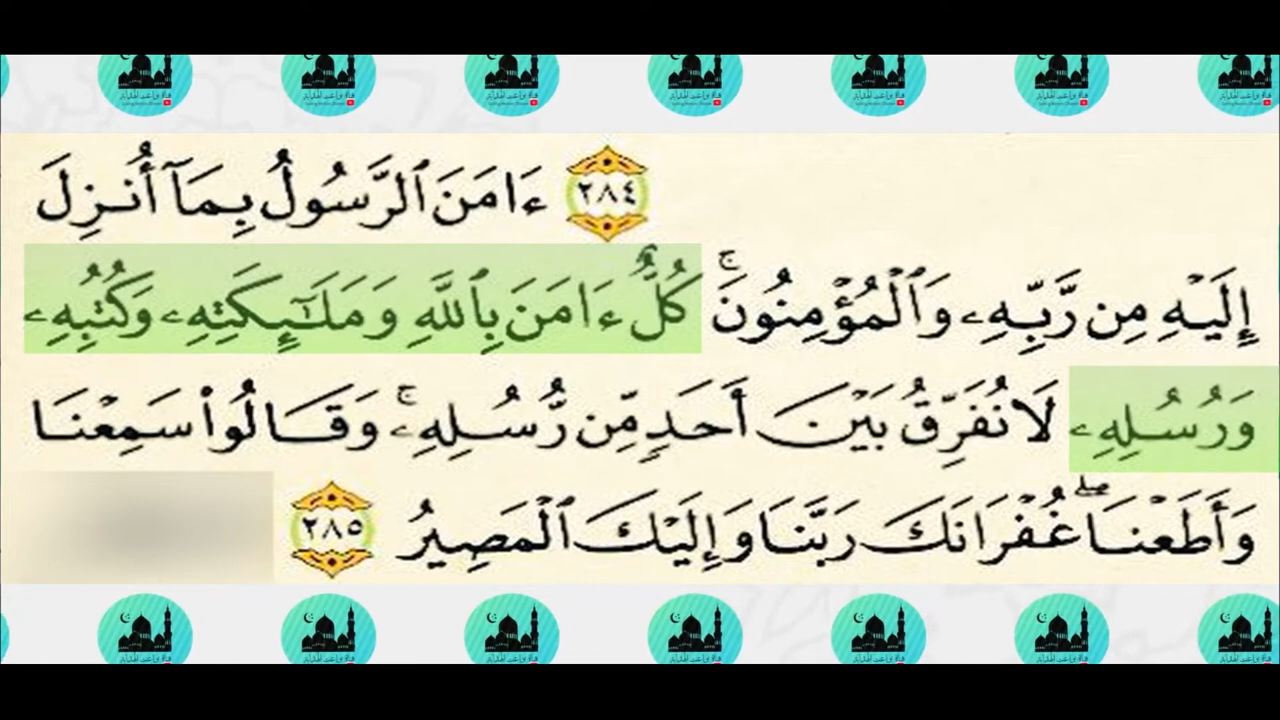 ٢٨٤ ءَامَنَ ٱلرَّسُولُ بِمَآ أُنزِلَ
إِلَيْهِ مِن رَّبِّهِۦ وَٱلْمُؤْمِنُونَۚ كُلٌّ ءَامَنَ بِٱللَّهِ وَمَلَٰٓئِكَتِهِۦ وَكُتُبِهِۦ
وَرُسُلِهِۦ لَا نُفَرِّقُ بَيْنَ أَحَدٍ مِّن رُّسُلِهِۦۚ وَقَالُوا۟ سَمِعْنَا
وَأَطَعْنَاۖ غُفْرَانَكَ رَبَّنَا وَإِلَيْكَ ٱلْمَصِيرُ ٢٨٥